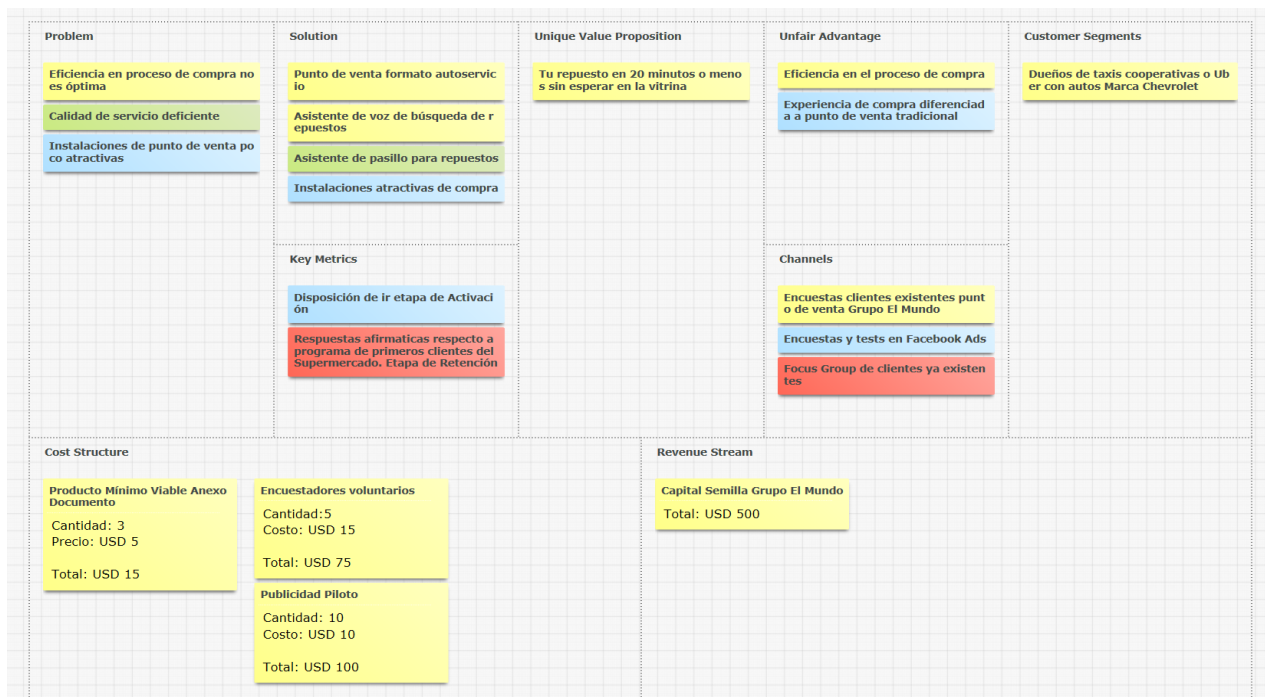 Problem
Eficiencia en proceso de compra no
es óptima
Calidad de servicio deficiente
Instalaciones de punto de venta po
co atractivas
Solution
Punto de venta formato autoservic
io
Asistente de voz de búsqueda de r
epuestos
Asistente de pasillo para repuestos
Instalaciones atractivas de compra
Key Metrics
Disposición de ir etapa de Activaci
ón
Respuestas afirmaticas respecto a
programa de primeros clientes del
Supermercado. Etapa de Retención
Unique Value Proposition
Tu repuesto en 20 minutos o meno
s sin esperar en la vitrina
Unfair Advantage
Eficiencia en el proceso de compra
Experiencia de compra diferenciad
a a punto de venta tradicional
Channels
Encuestas clientes existentes punt
o de venta Grupo El Mundo
Encuestas y tests en Facebook Ads
Focus Group de clientes ya existen
tes
Customer Segments
Dueños de taxis cooperativas o Ub
er con autos Marca Chevrolet
Cost Structure
Producto Mínimo Viable Anexo
Documento
Cantidad: 3
Precio: USD 5
Total: USD 15
Encuestadores voluntarios
Cantidad:5
Costo: USD 15
Total: USD 75
Publicidad Piloto
Cantidad: 10
Costo: USD 10
Total: USD 100
Revenue Stream
Capital Semilla Grupo El Mundo
Total: USD 500